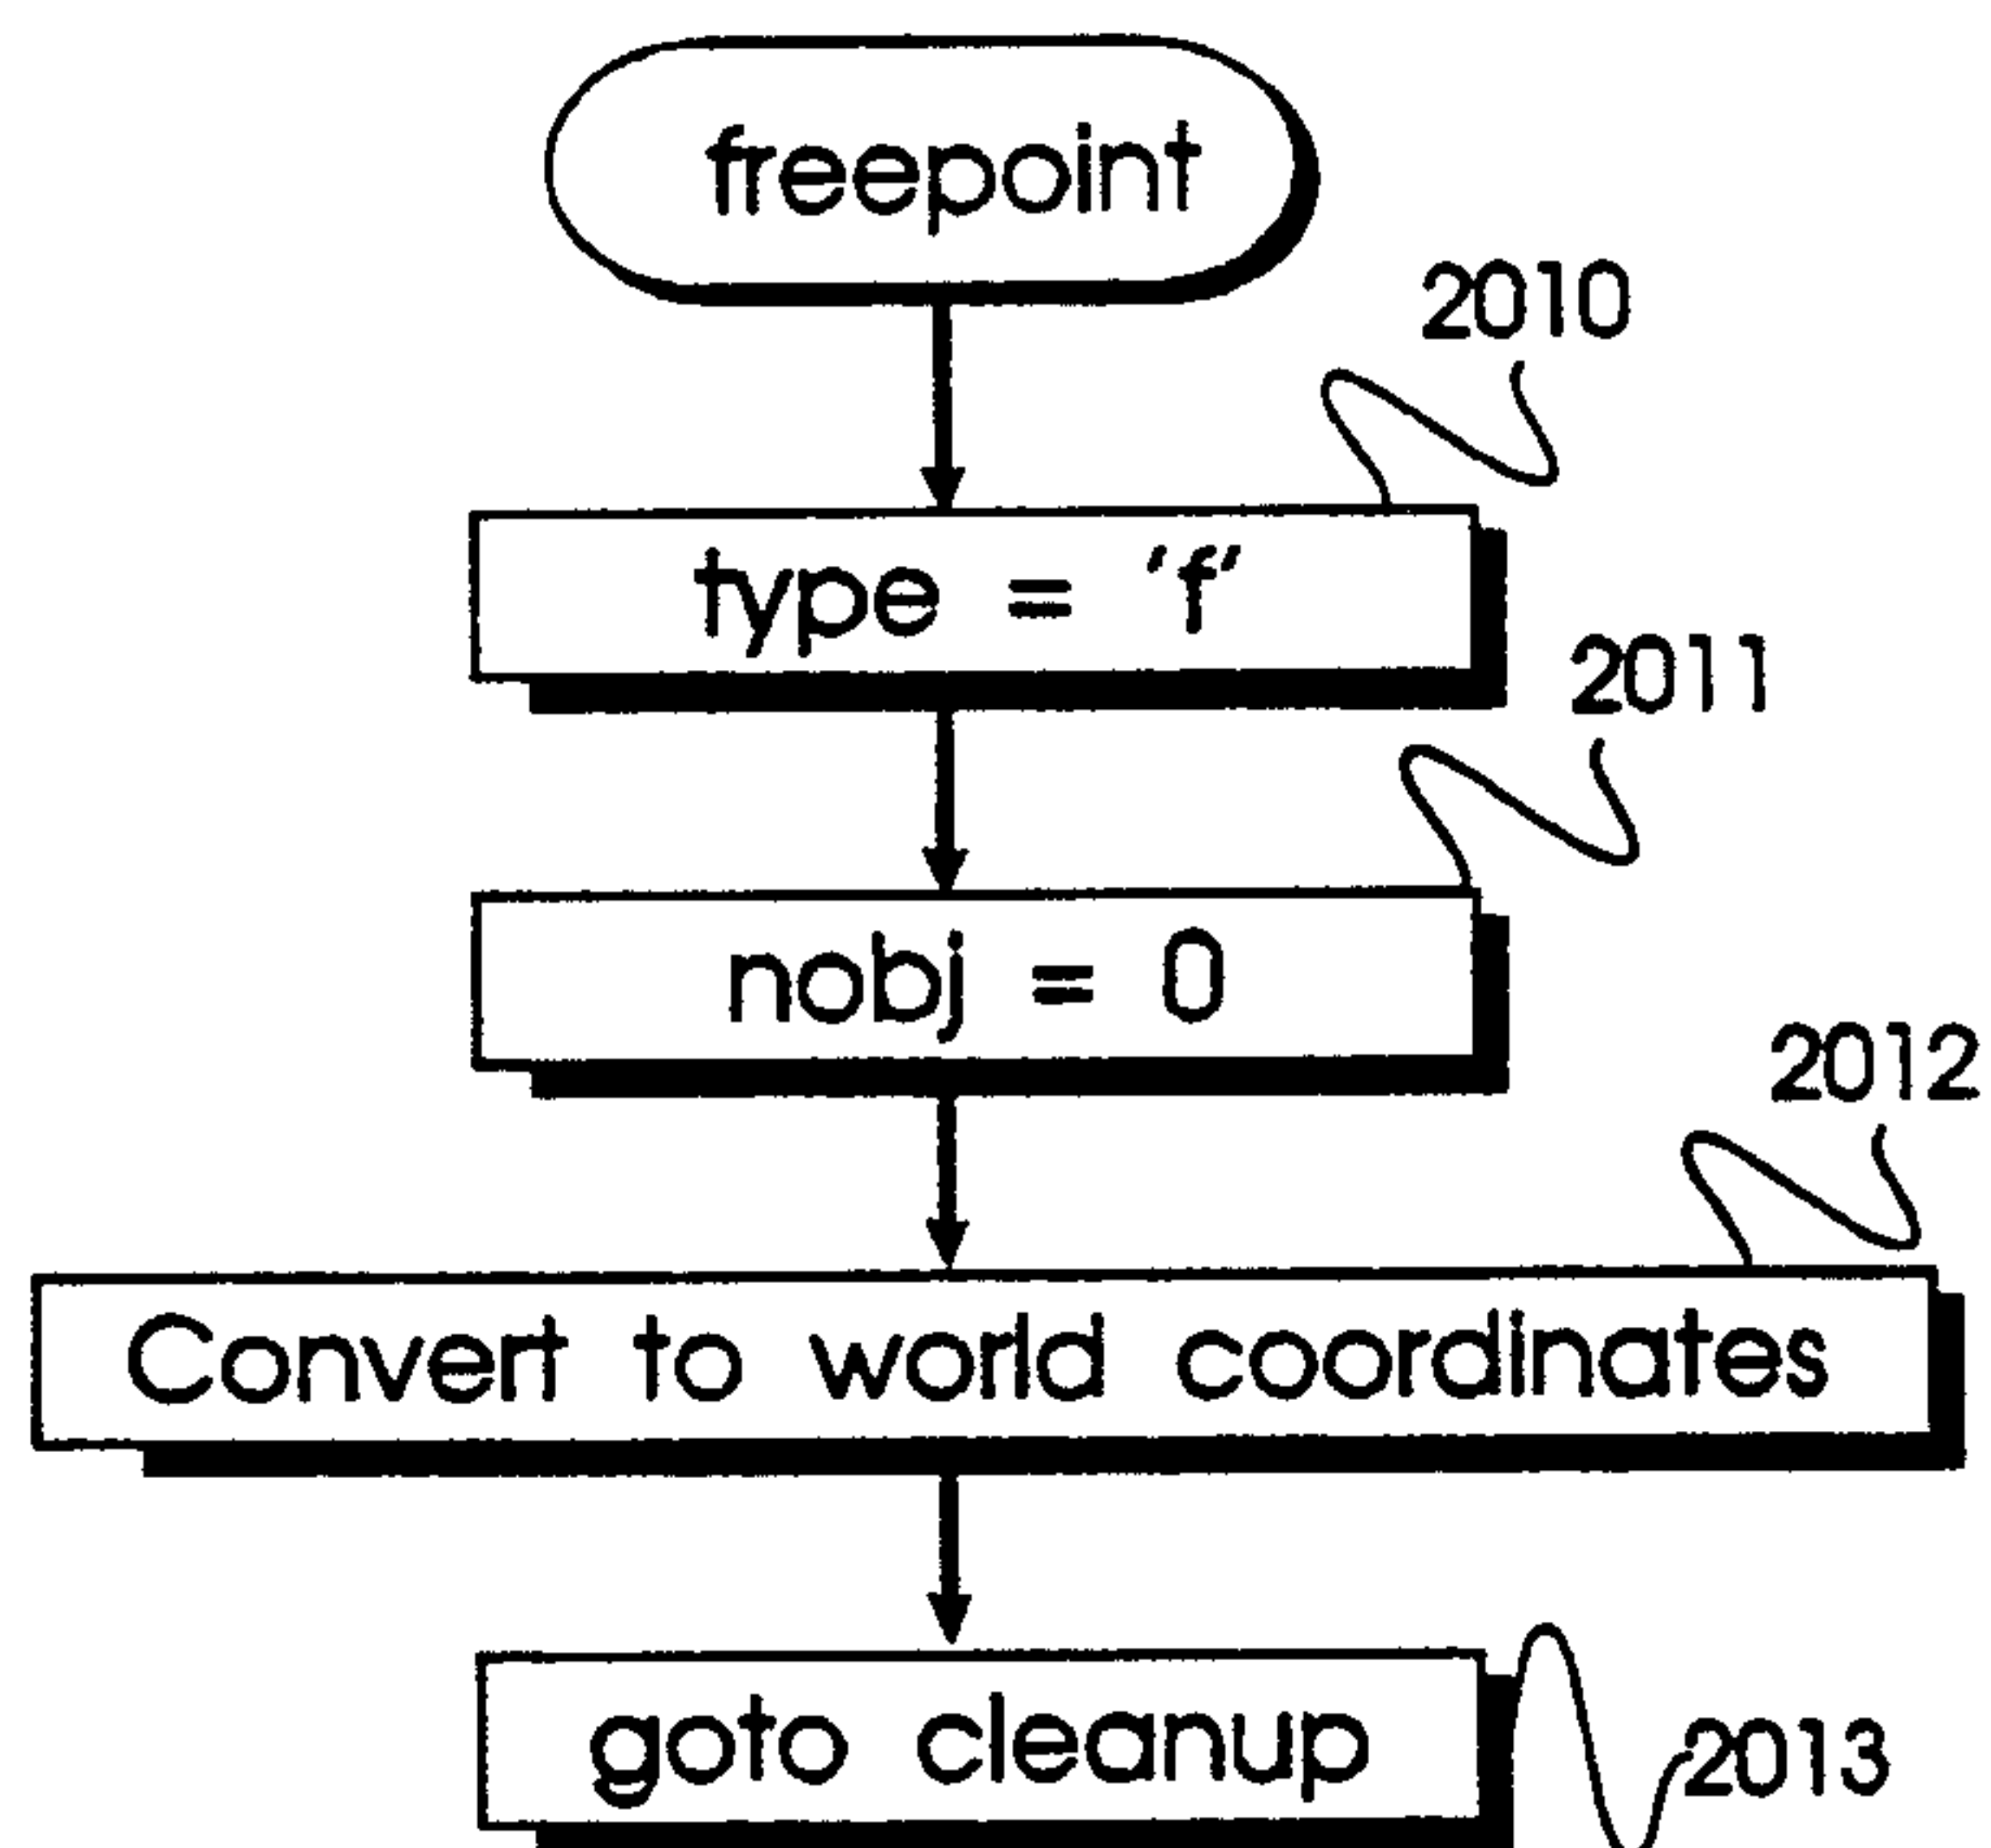 freepoint
2010
type = 'f'
2011
nobj = 0
2012
Convert to world coordinates
goto cleanup
2013